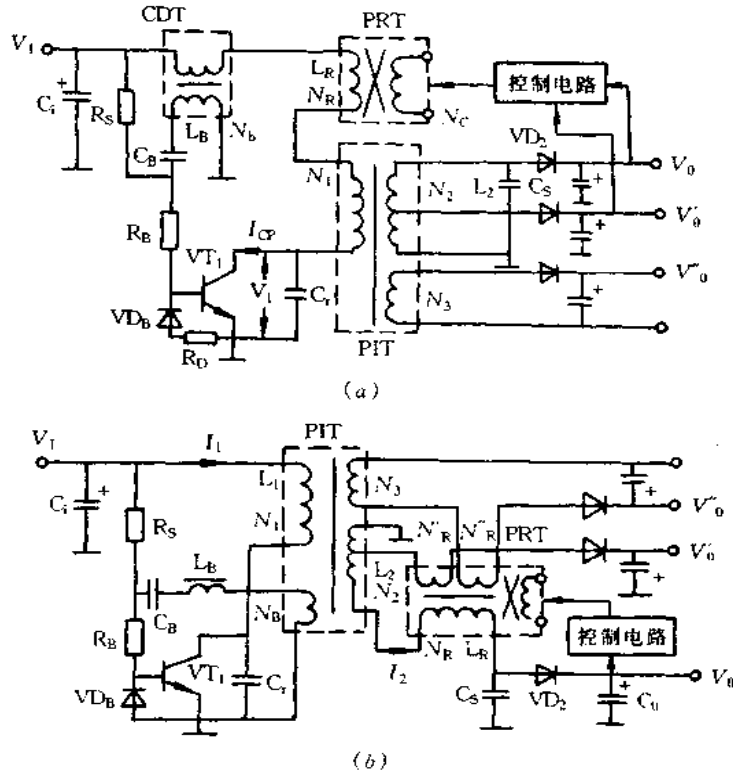 CDT
PRT
V_I
C_i
+
R_S
L_B
N_b
C_B
L_R
N_R
N_C
控制电路
VD_2
N_1
N_2
L_2
C_S
+
V_0
V'_0
+
V''_0
+
N_3
R_B
VT_1
I_CP
V_1
C_r
VD_B
R_D
PIT
(a)
V_I
I_1
PIT
C_i
+
L_1
N_1
N_3
R_S
L_B
C_B
N_B
N''_R
N''_R
PRT
V''_0
V'_0
+
+
L_2
N_2
R_B
VT_1
C_r
VD_B
I_2
N_R
L_R
控制电路
C_S
VD_2
+
C_0
V_0
(b)